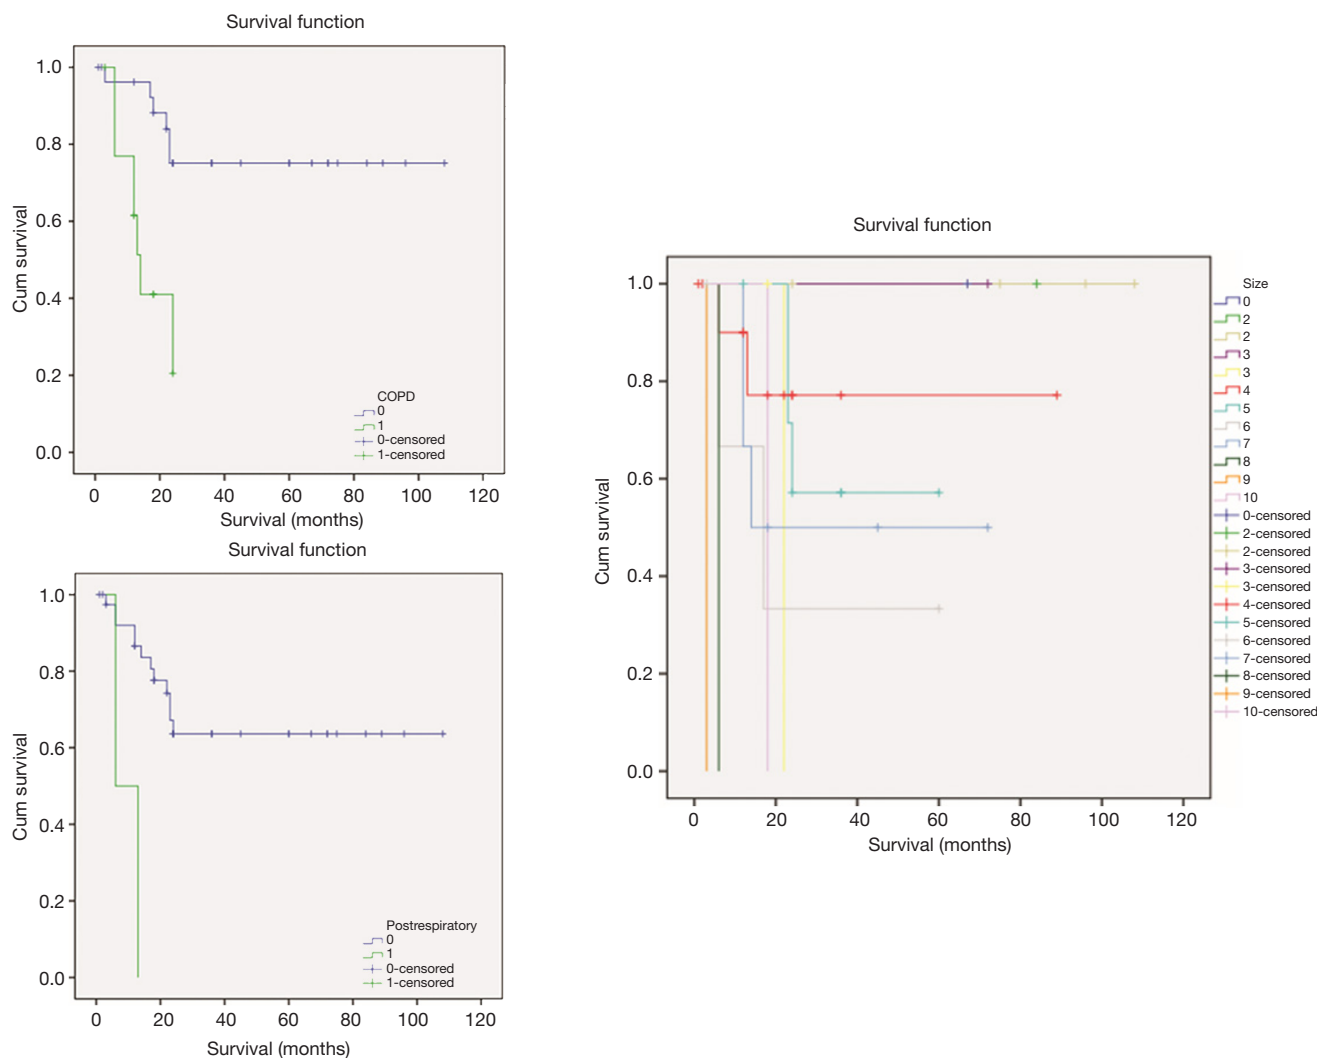 Survival function
Cum survival
1.0
0.8
0.6
0.4
0.2
0.0
COPD
0
1
0-censored
1-censored
0 20 40 60 80 100 120
Survival (months)
Survival function
Cum survival
1.0
0.8
0.6
0.4
0.2
0.0
Postrespiratory
0
1
0-censored
1-censored
0 20 40 60 80 100 120
Survival (months)
Survival function
Cum survival
1.0
0.8
0.6
0.4
0.2
0.0
0 20 40 60 80 100 120
Survival (months)
Size
0
2
2
3
3
4
5
6
7
8
9
10
0-censored
2-censored
2-censored
3-censored
3-censored
4-censored
5-censored
6-censored
7-censored
8-censored
9-censored
10-censored